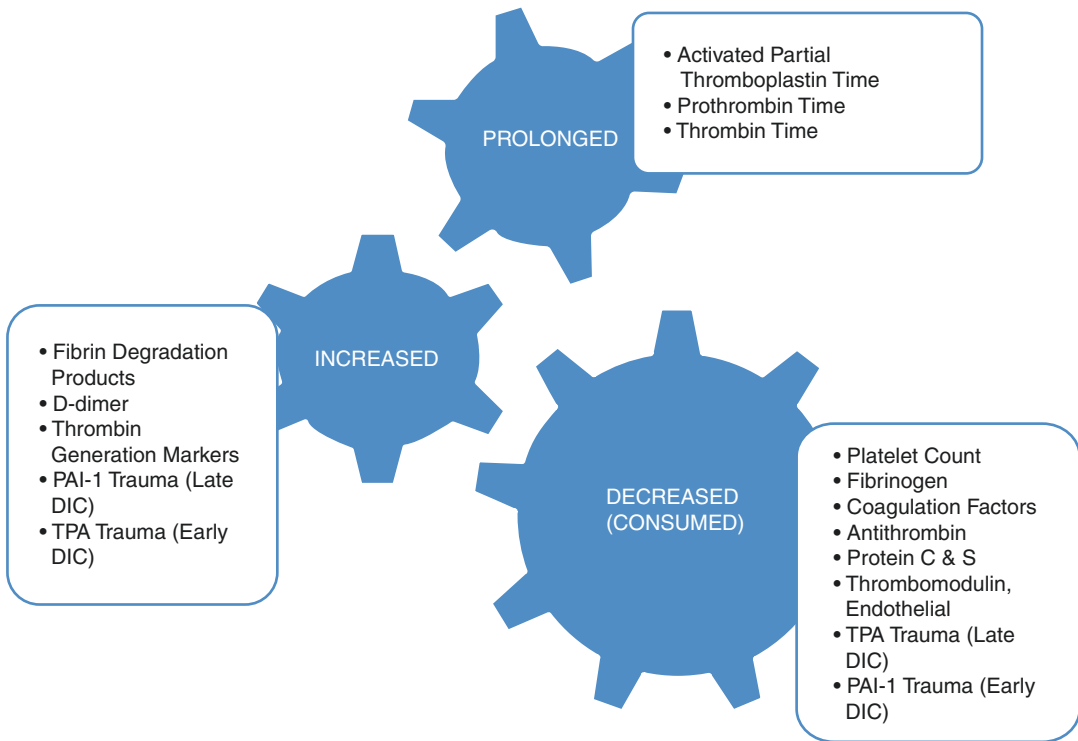 PROLONGED
• Activated Partial
Thromboplastin Time
• Prothrombin Time
• Thrombin Time
INCREASED
• Fibrin Degradation
Products
• D-dimer
• Thrombin
Generation Markers
• PAI-1 Trauma (Late
DIC)
• TPA Trauma (Early
DIC)
DECREASED
(CONSUMED)
• Platelet Count
• Fibrinogen
• Coagulation Factors
• Antithrombin
• Protein C & S
• Thrombomodulin,
Endothelial
• TPA Trauma (Late
DIC)
• PAI-1 Trauma (Early
DIC)